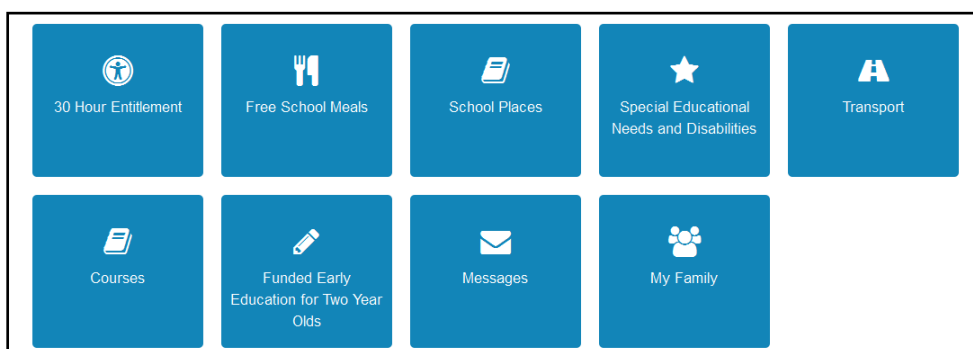 30 Hour Entitlement
Free School Meals
School Places
Special Educational
Needs and Disabilities
Transport
Courses
Funded Early
Education for Two Year
Olds
Messages
My Family